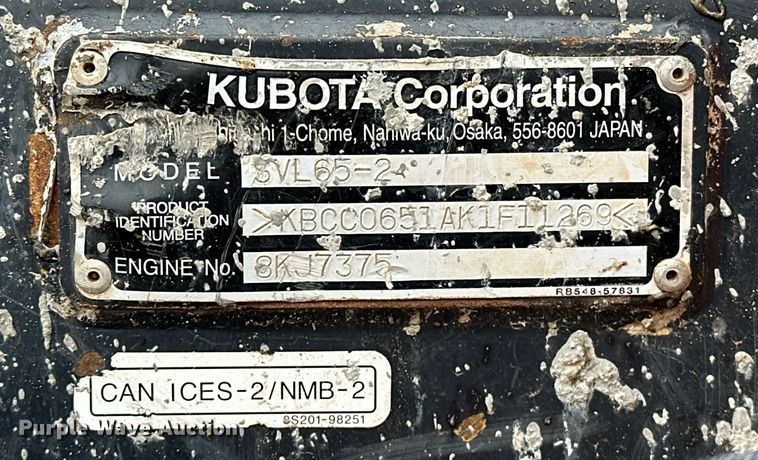 KUBOTA Corporation
1-Chome, Naniwa-ku, Osaka, 556-8601 JAPAN
MODEL SVL65-2
PRODUCT IDENTIFICATION NUMBER >KBCC0651AK1F11269<
ENGINE No. 8KJ7375
RB548-57831
CAN ICES-2/NMB-2
8S201-98251
Purple Wave Auction